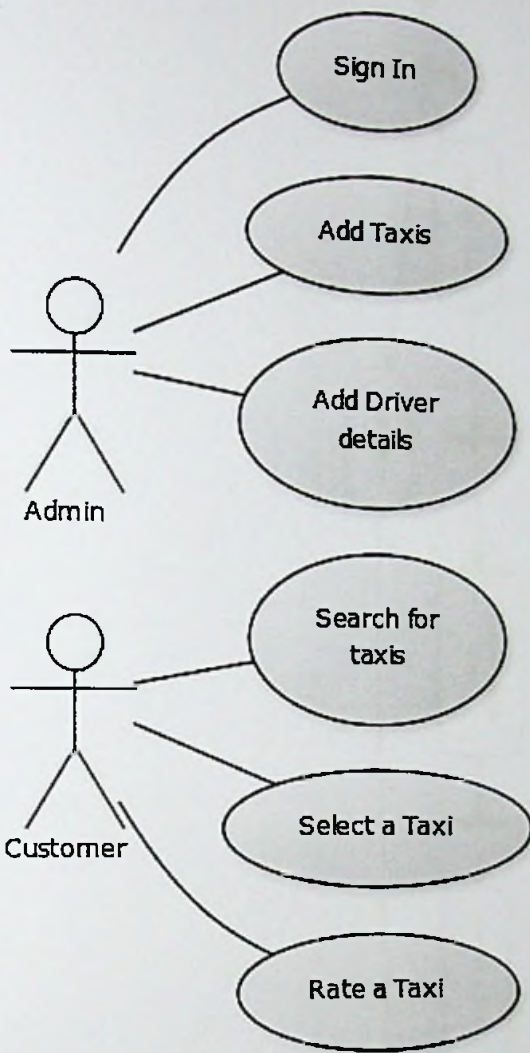 Sign In
Add Taxis
Add Driver
details
Admin
Search for
taxis
Select a Taxi
Customer
Rate a Taxi